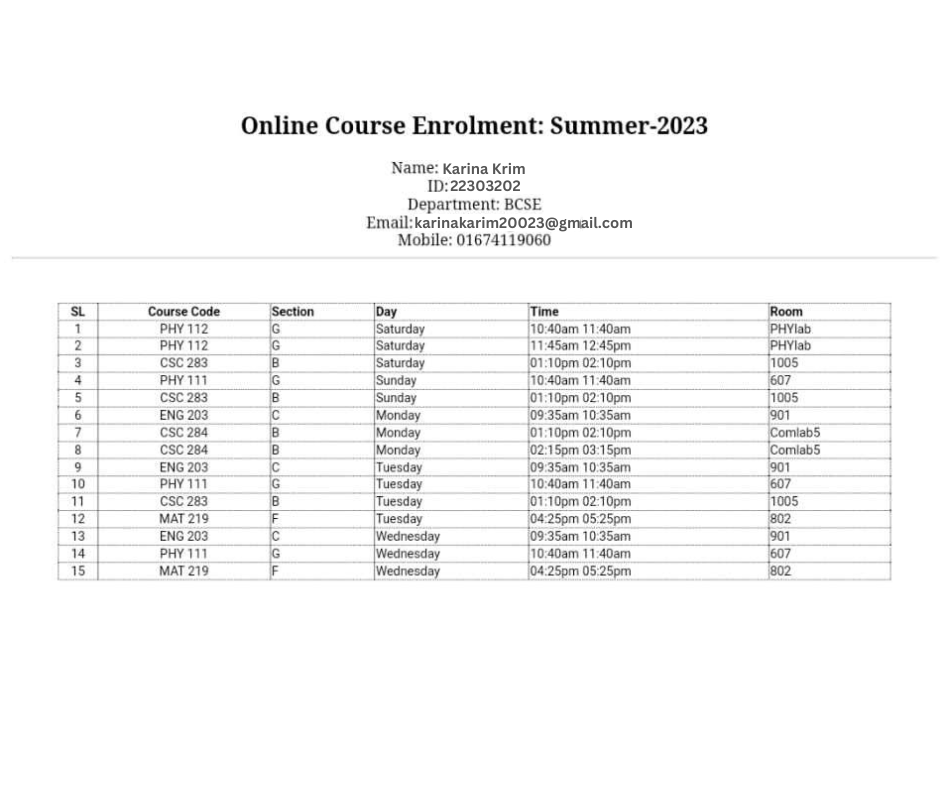 Online Course Enrolment: Summer-2023
Name: Karina Krim
ID:22303202
Department: BCSE
Email:karinakarim20023@gmail.com
Mobile: 01674119060
SL Course Code Section Day Time Room
1 PHY 112 G Saturday 10:40am 11:40am PHYlab
2 PHY 112 G Saturday 11:45am 12:45pm PHYlab
3 CSC 283 B Saturday 01:10pm 02:10pm 1005
4 PHY 111 G Sunday 10:40am 11:40am 607
5 CSC 283 B Sunday 01:10pm 02:10pm 1005
6 ENG 203 C Monday 09:35am 10:35am 901
7 CSC 284 B Monday 01:10pm 02:10pm Comlab5
8 CSC 284 B Monday 02:15pm 03:15pm Comlab5
9 ENG 203 C Tuesday 09:35am 10:35am 901
10 PHY 111 G Tuesday 10:40am 11:40am 607
11 CSC 283 B Tuesday 01:10pm 02:10pm 1005
12 MAT 219 F Tuesday 04:25pm 05:25pm 802
13 ENG 203 C Wednesday 09:35am 10:35am 901
14 PHY 111 G Wednesday 10:40am 11:40am 607
15 MAT 219 F Wednesday 04:25pm 05:25pm 802